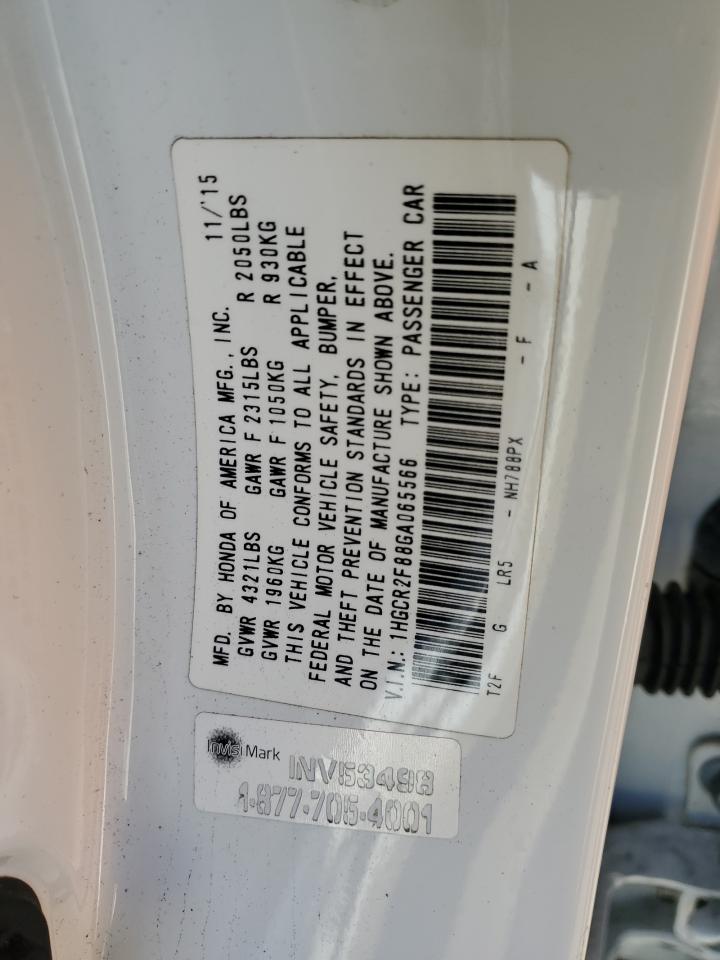 MFD. BY HONDA OF AMERICA MFG., INC. 11/'15
GVWR 4321LBS GAWR F 2315LBS R 2050LBS
GVWR 1960KG GAWR F 1050KG R 930KG
THIS VEHICLE CONFORMS TO ALL APPLICABLE
FEDERAL MOTOR VEHICLE SAFETY, BUMPER,
AND THEFT PREVENTION STANDARDS IN EFFECT
ON THE DATE OF MANUFACTURE SHOWN ABOVE.
V.I.N.: 1HGCR2F88GA065566 TYPE: PASSENGER CAR
T2F G LR5 - NH788PX - F - A
InvisiMark
INV53498
1-877-705-4001